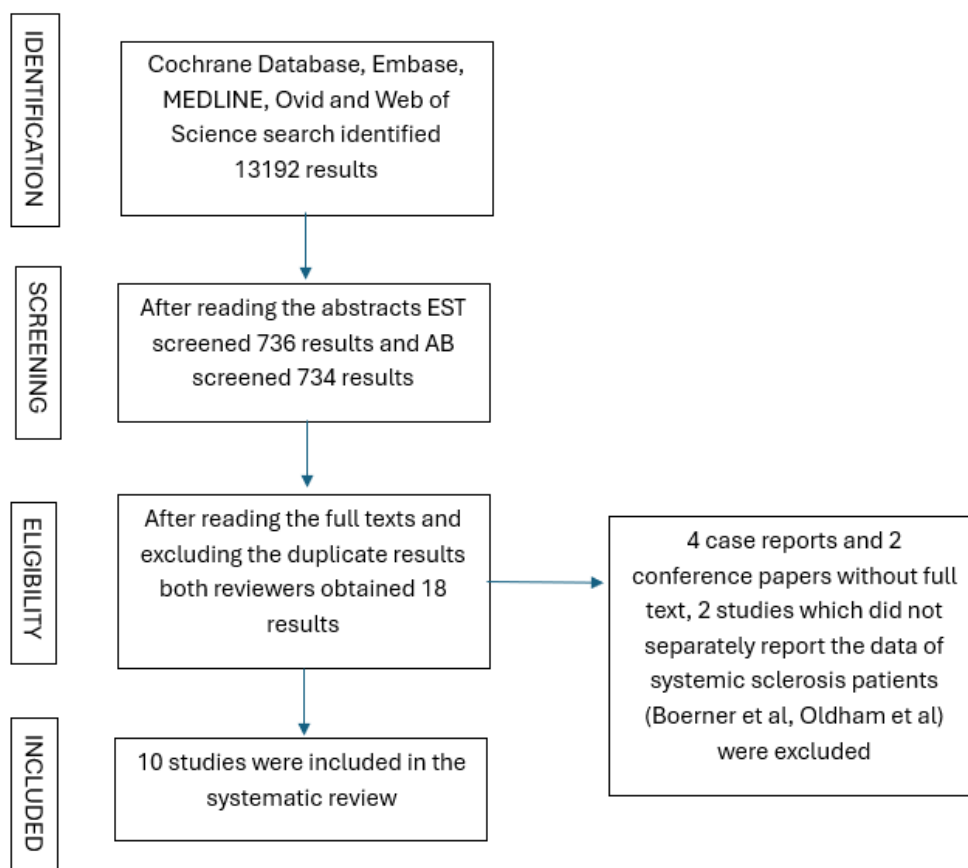 IDENTIFICATION
Cochrane Database, Embase,
MEDLINE, Ovid and Web of
Science search identified
13192 results
SCREENING
After reading the abstracts EST
screened 736 results and AB
screened 734 results
ELIGIBILITY
After reading the full texts and
excluding the duplicate results
both reviewers obtained 18
results
4 case reports and 2
conference papers without full
text, 2 studies which did not
separately report the data of
systemic sclerosis patients
(Boerner et al, Oldham et al)
were excluded
INCLUDED
10 studies were included in the
systematic review